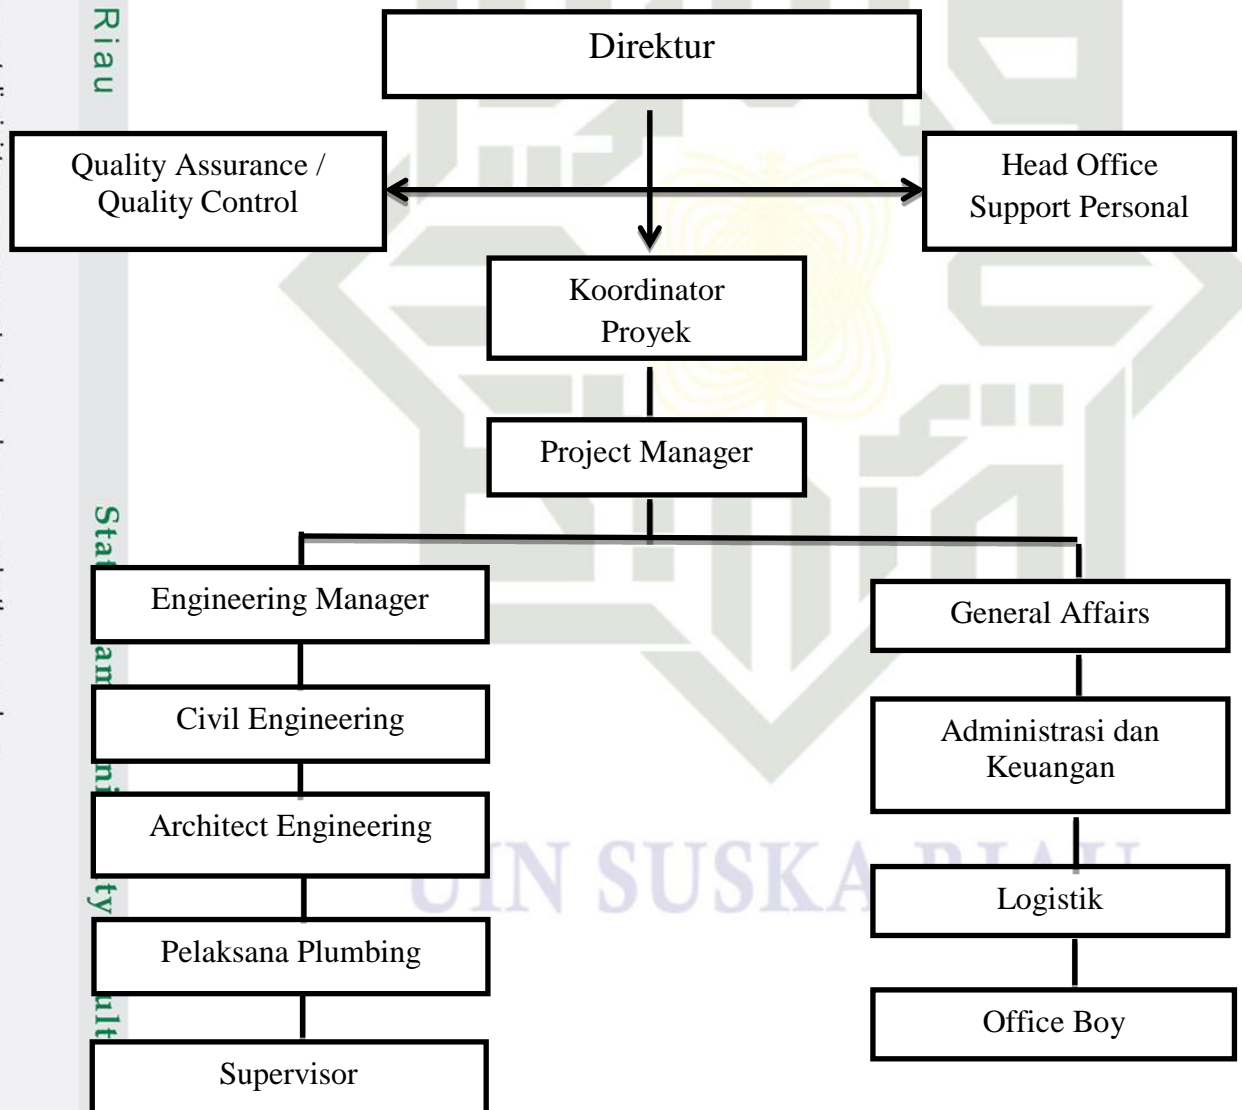 Riau
Direktur
Quality Assurance /
Quality Control
Head Office
Support Personal
Koordinator
Proyek
Project Manager
Engineering Manager
General Affairs
Civil Engineering
Administrasi dan
Keuangan
Architect Engineering
UIN SUSKA RIAU
Logistik
Pelaksana Plumbing
Office Boy
Supervisor